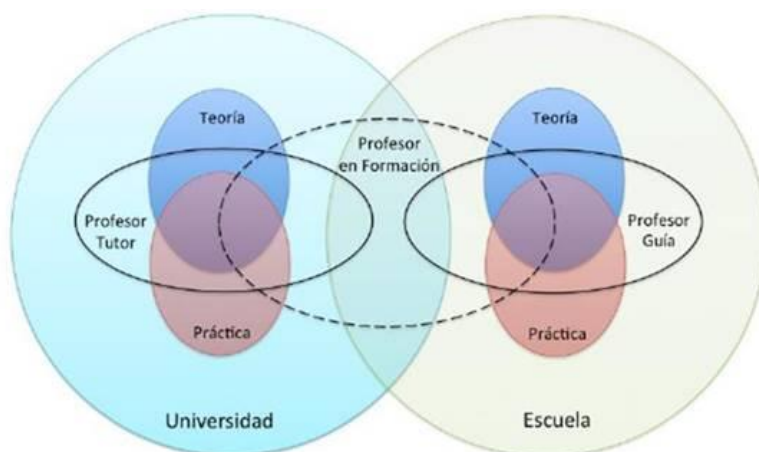 Teoría
Práctica
Profesor
Tutor
Universidad
Profesor
en Formación
Teoría
Práctica
Profesor
Guía
Escuela